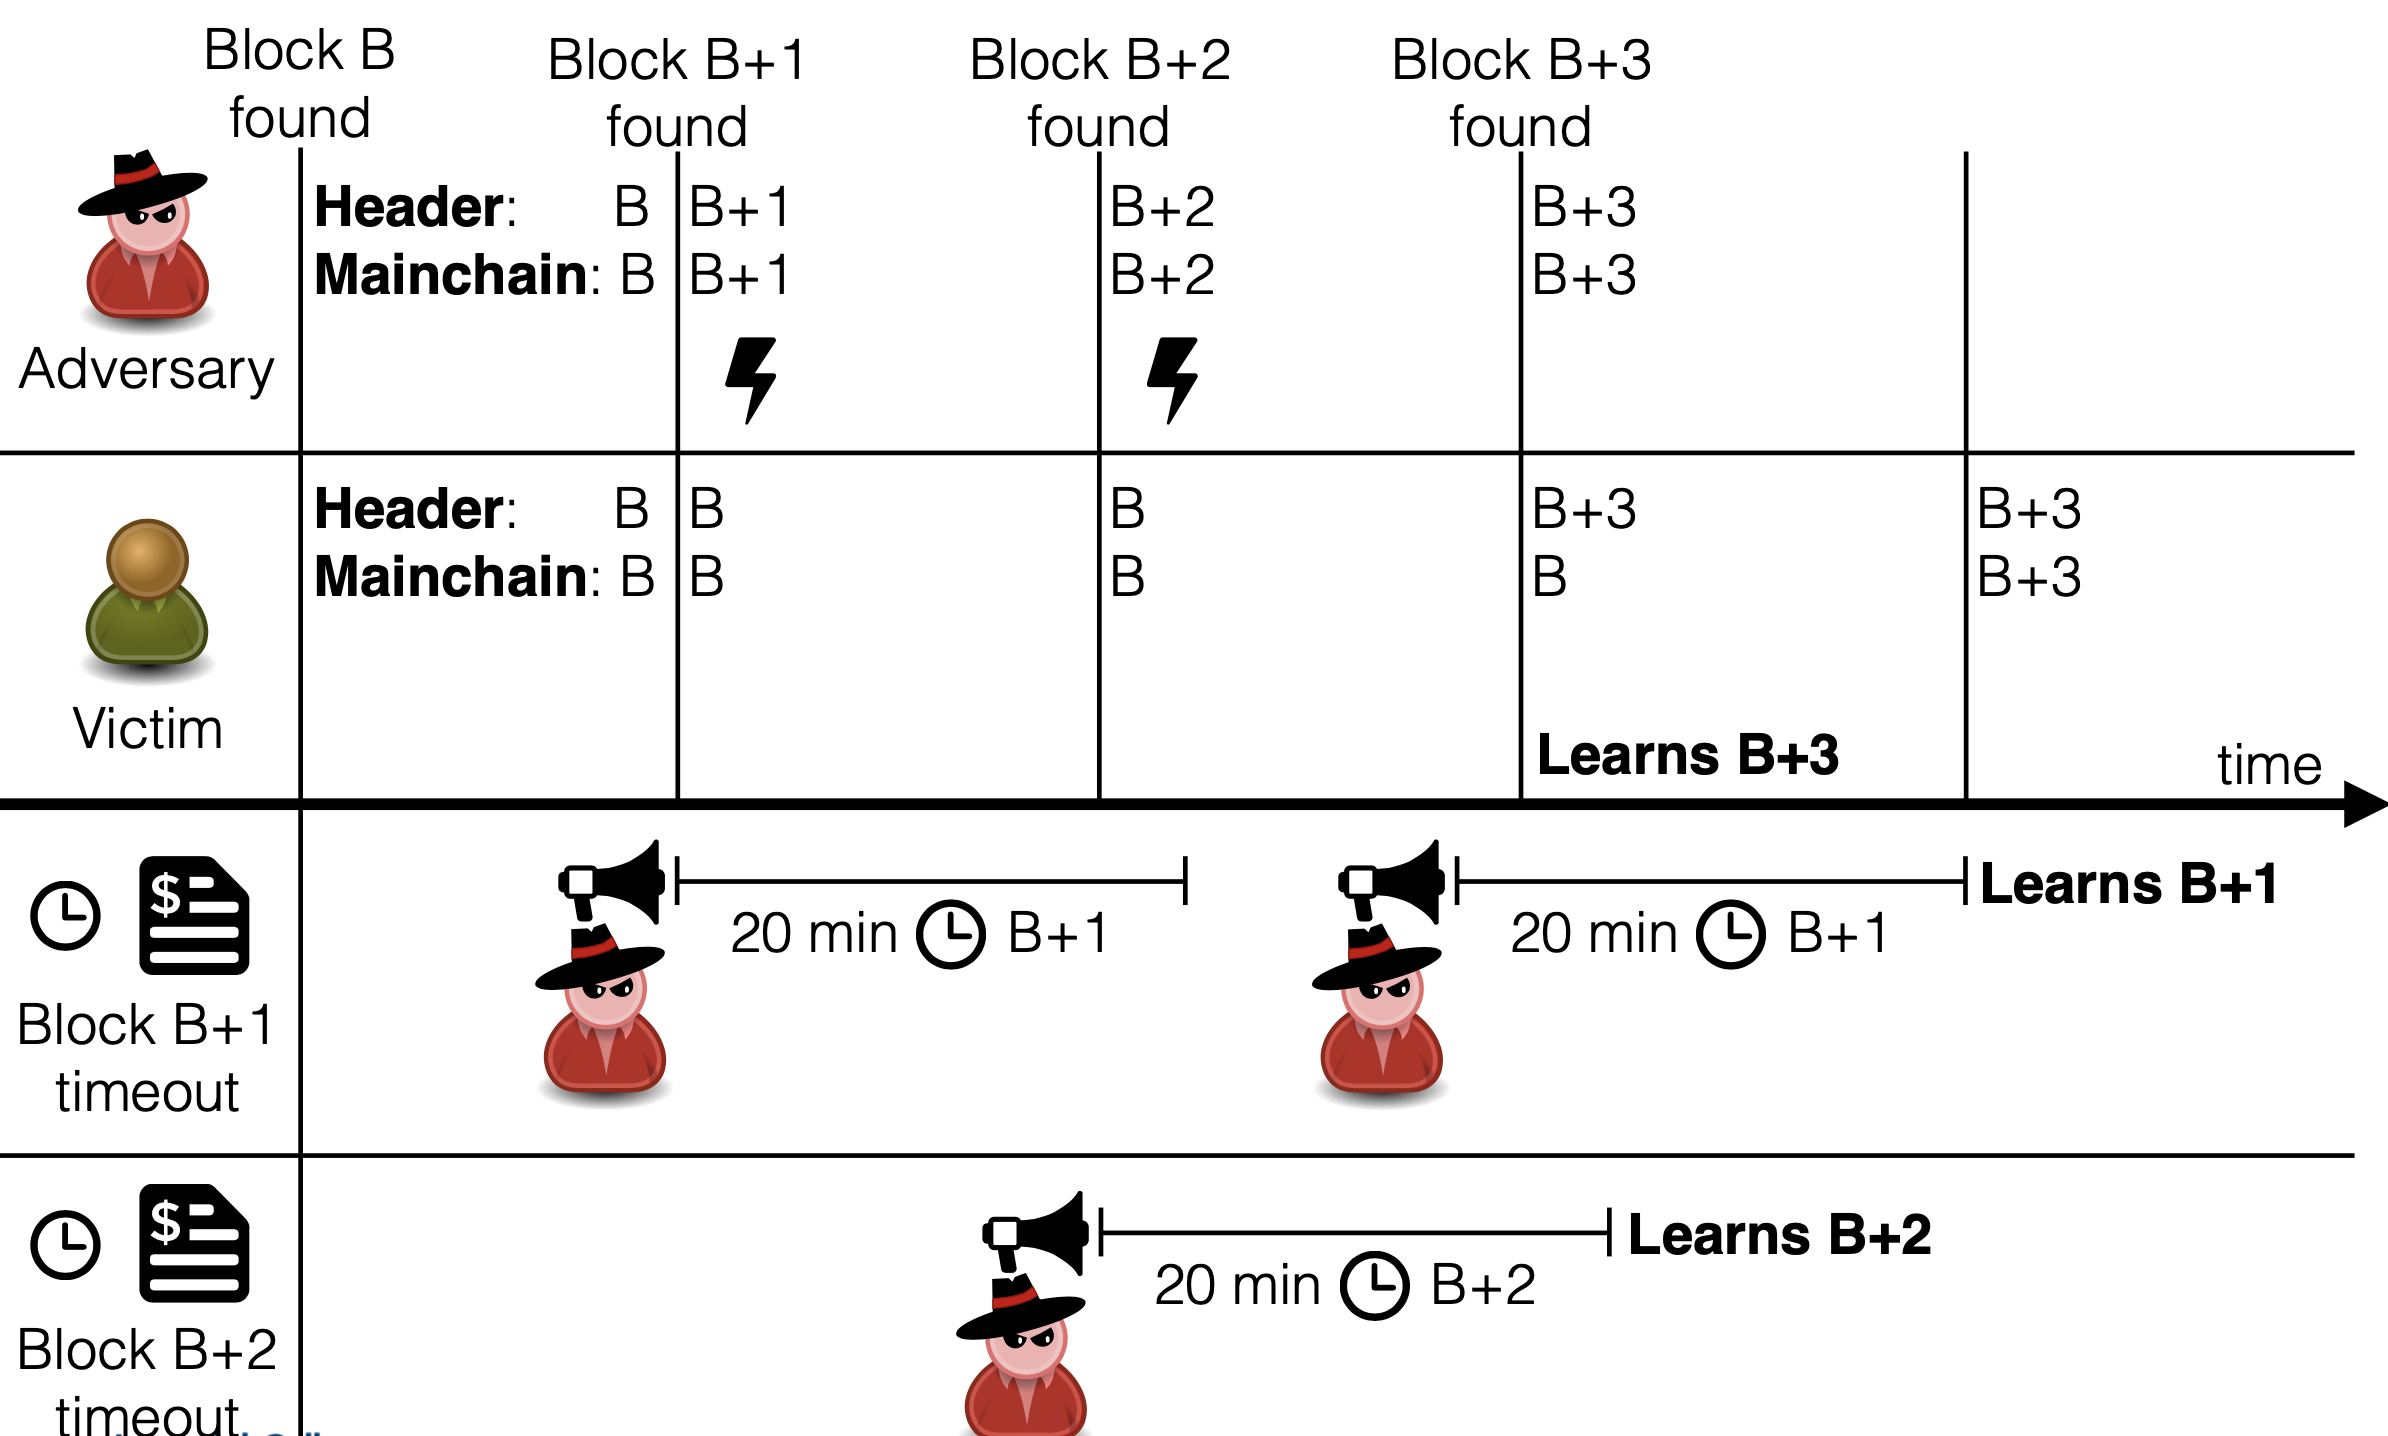 Block B
found
Block B+1
found
Block B+2
found
Block B+3
found
Header: B B+1 B+2 B+3
Mainchain: B B+1 B+2 B+3
Adversary
Header: B B B B+3 B+3
Mainchain: B B B B B+3
Victim
Learns B+3
time
$
20 min B+1
20 min B+1
Learns B+1
Block B+1
timeout
$
20 min B+2
Learns B+2
Block B+2
timeout